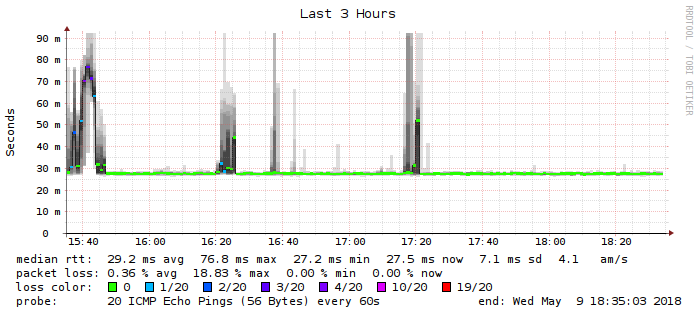 Last 3 Hours
RRDTOOL / TOBI OETIKER
Seconds
90 m
80 m
70 m
60 m
50 m
40 m
30 m
20 m
10 m
0
15:40 16:00 16:20 16:40 17:00 17:20 17:40 18:00 18:20
median rtt: 29.2 ms avg 76.8 ms max 27.2 ms min 27.5 ms now 7.1 ms sd 4.1 am/s
packet loss: 0.36 % avg 18.83 % max 0.00 % min 0.00 % now
loss color: 0 1/20 2/20 3/20 4/20 10/20 19/20
probe: 20 ICMP Echo Pings (56 Bytes) every 60s end: Wed May 9 18:35:03 2018